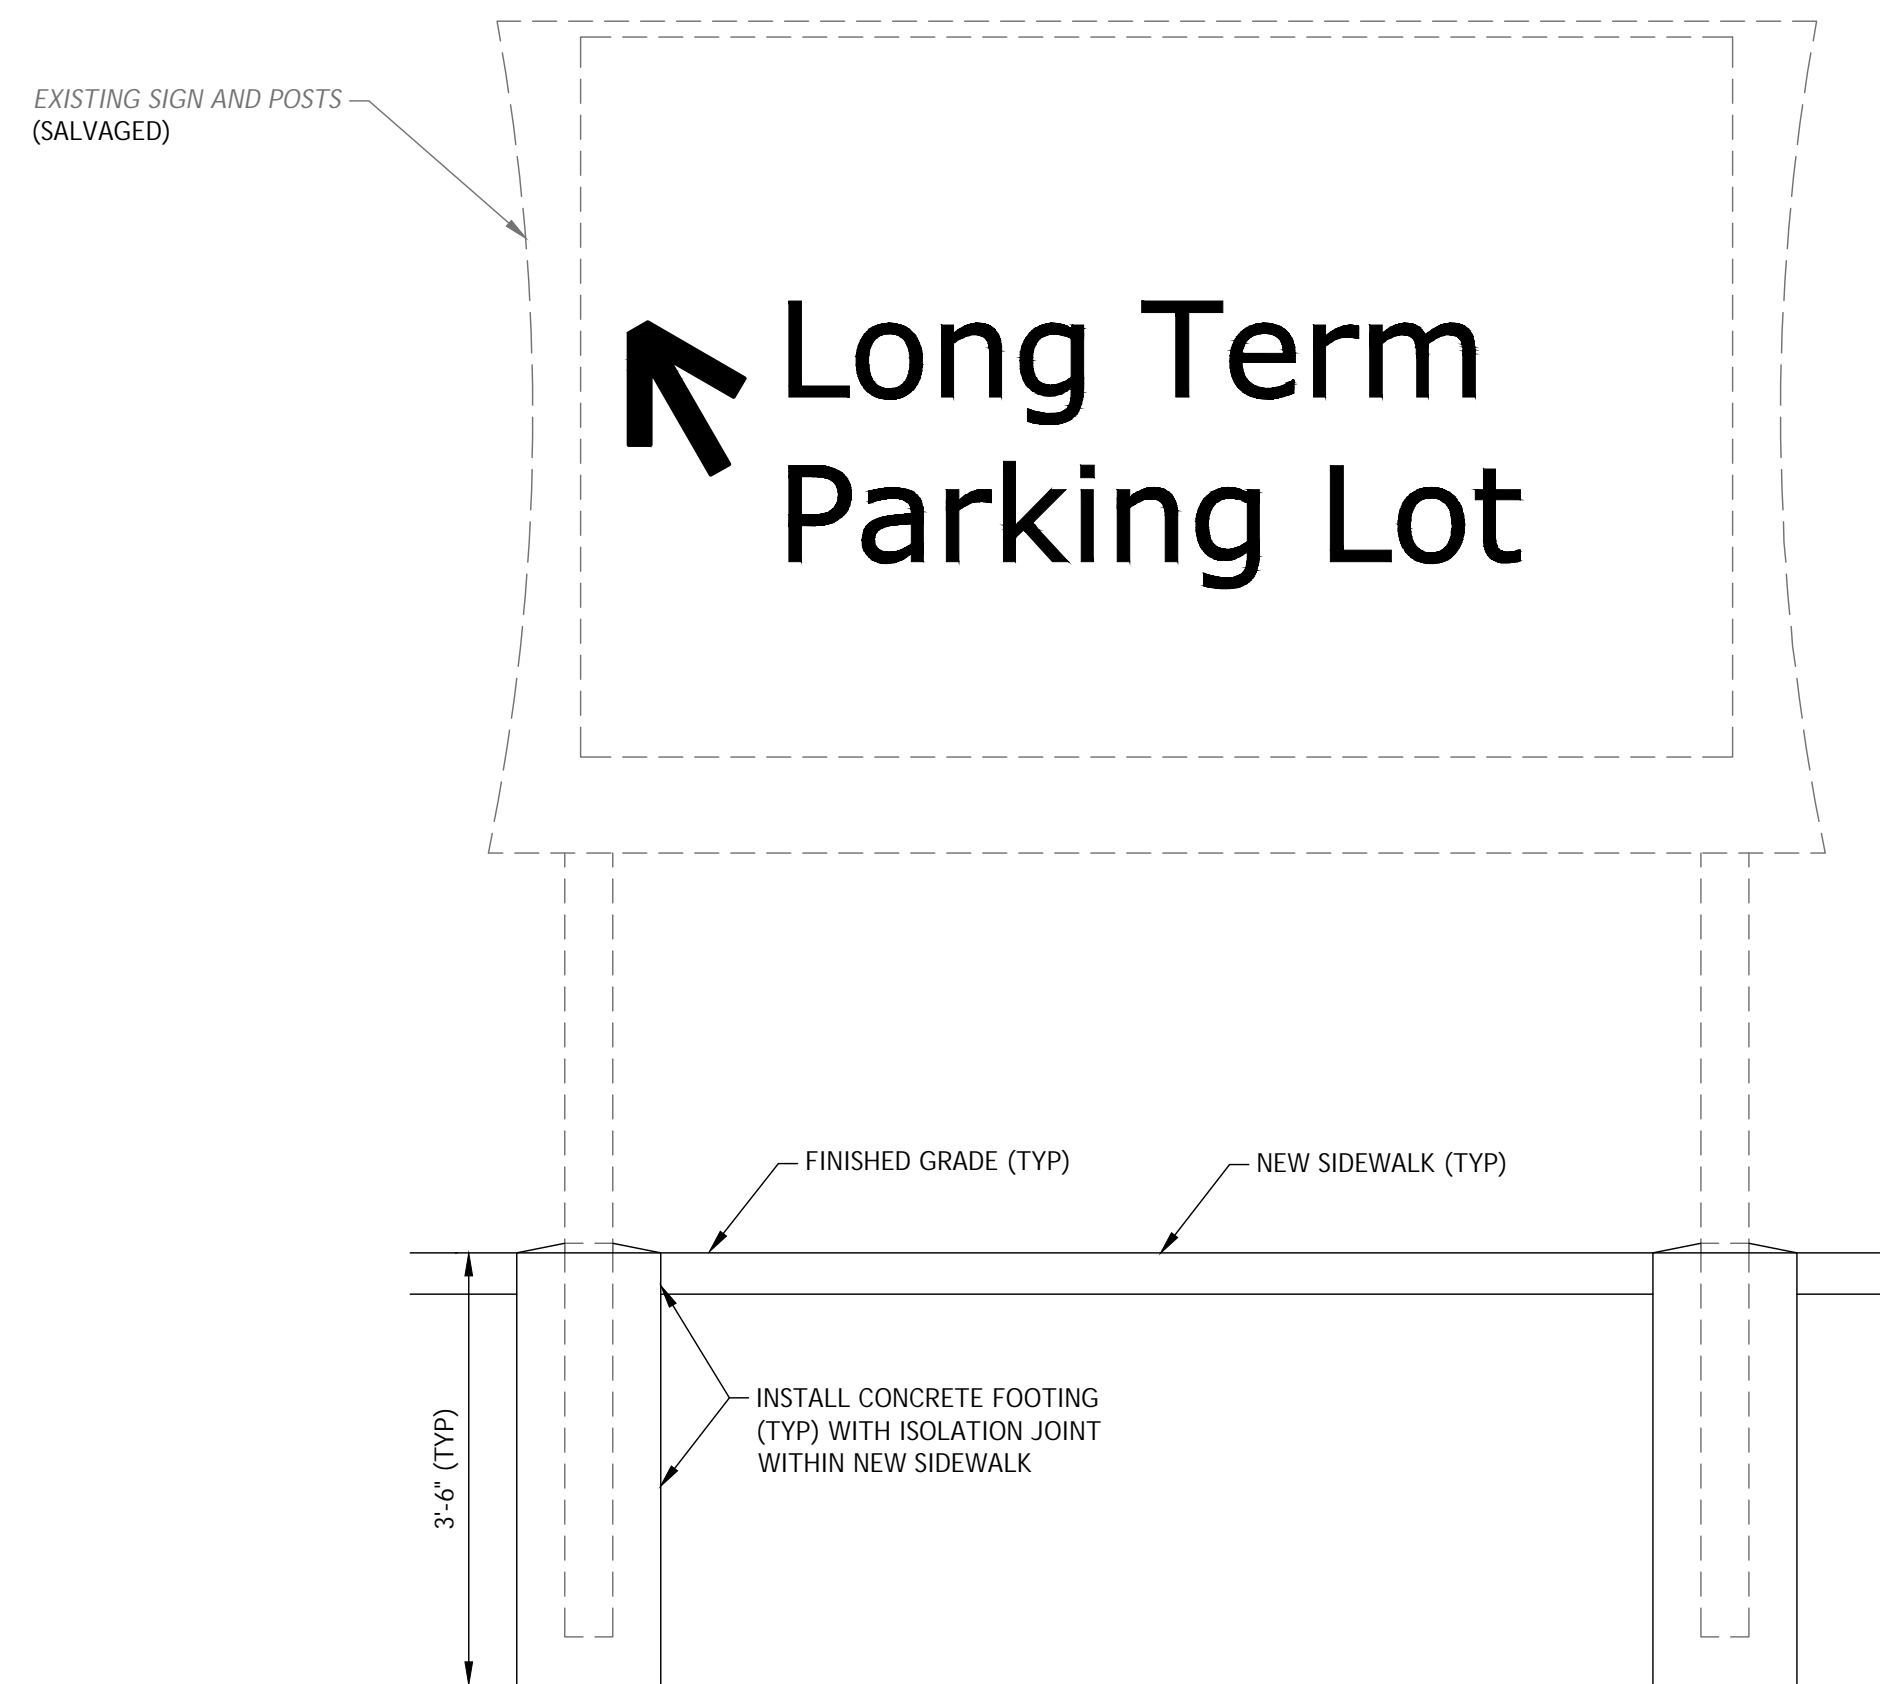 EXISTING SIGN AND POSTS
(SALVAGED)
Long Term
Parking Lot
FINISHED GRADE (TYP)
NEW SIDEWALK (TYP)
INSTALL CONCRETE FOOTING
(TYP) WITH ISOLATION JOINT
WITHIN NEW SIDEWALK
3'-6" (TYP)